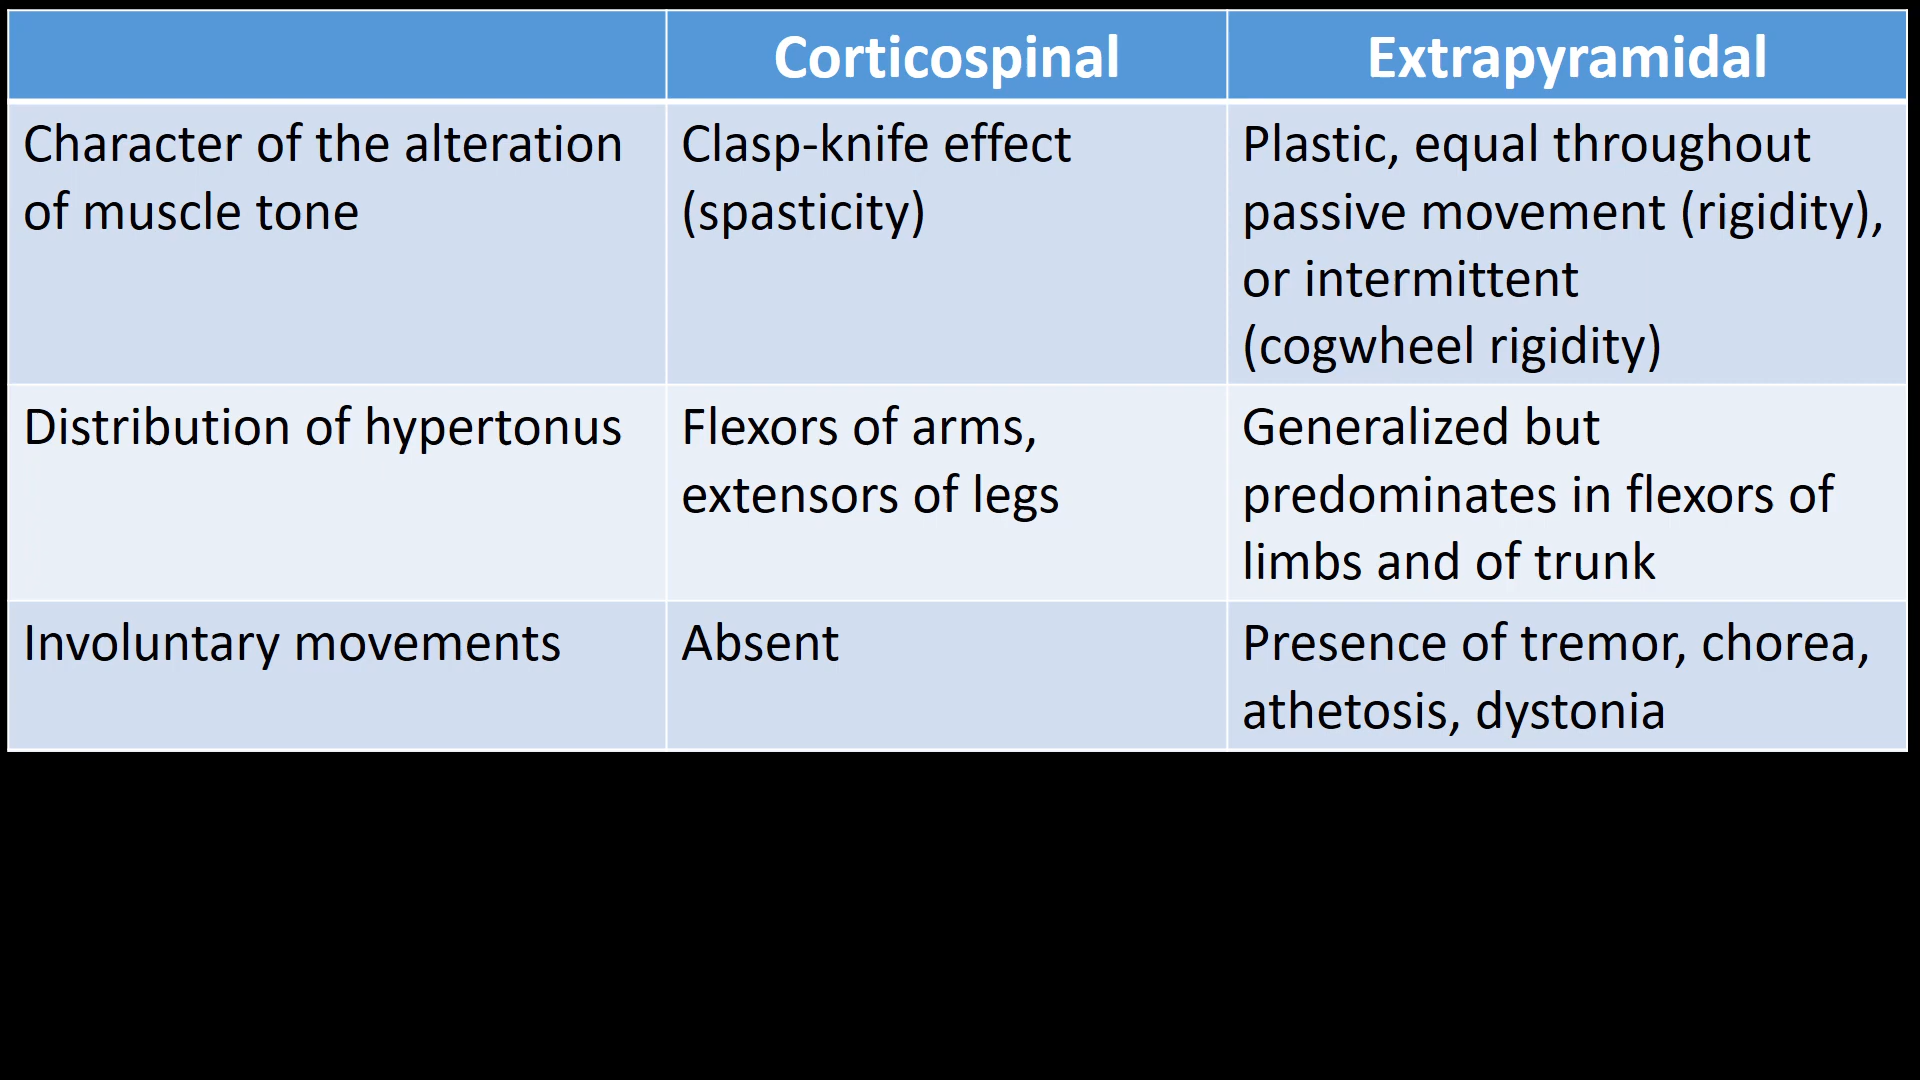 Corticospinal
Extrapyramidal
Character of the alteration
of muscle tone
Clasp-knife effect
(spasticity)
Plastic, equal throughout
passive movement (rigidity),
or intermittent
(cogwheel rigidity)
Distribution of hypertonus
Flexors of arms,
extensors of legs
Generalized but
predominates in flexors of
limbs and of trunk
Involuntary movements
Absent
Presence of tremor, chorea,
athetosis, dystonia